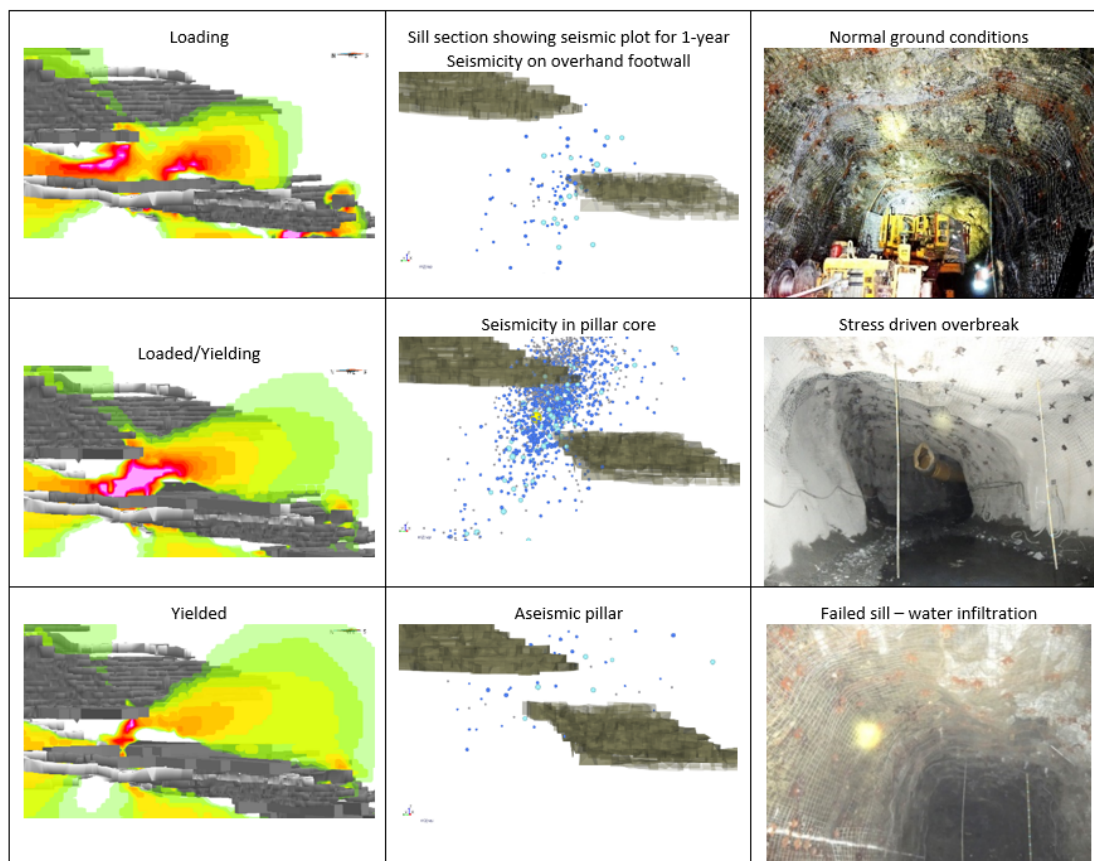 Loading
Sill section showing seismic plot for 1-year
Seismicity on overhand footwall
Normal ground conditions
Loaded/Yielding
Seismicity in pillar core
Stress driven overbreak
Yielded
Aseismic pillar
Failed sill – water infiltration